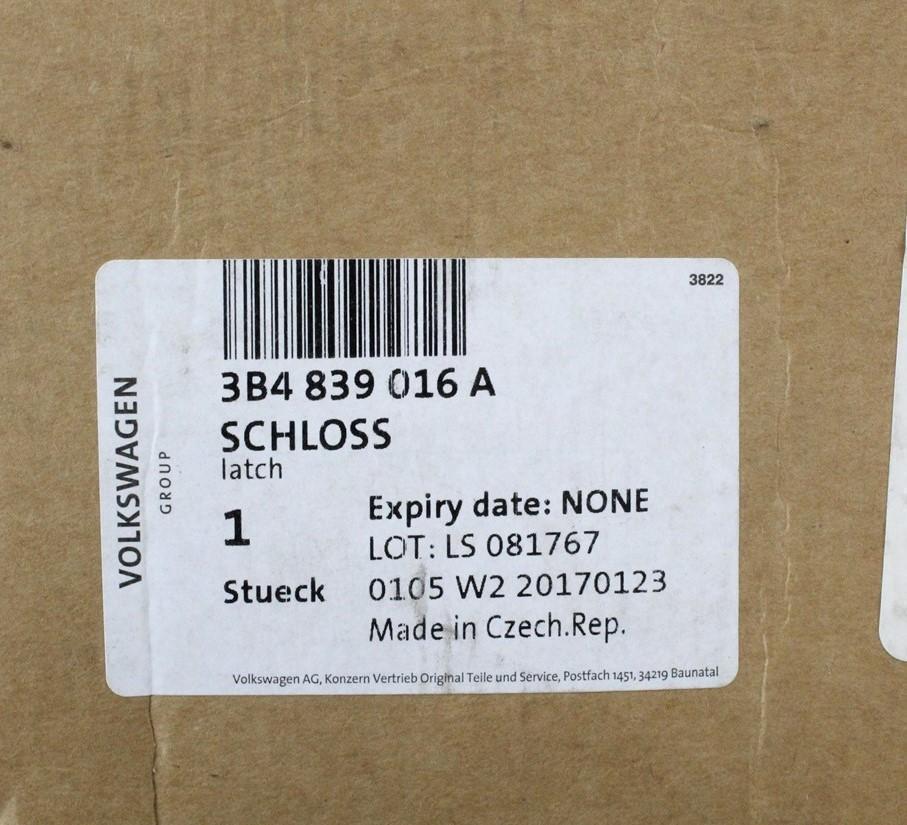 3822
3B4 839 016 A
SCHLOSS
latch
1
Stueck
Expiry date: NONE
LOT: LS 081767
0105 W2 20170123
Made in Czech.Rep.
VOLKSWAGEN
GROUP
Volkswagen AG, Konzern Vertrieb Original Teile und Service, Postfach 1451, 34219 Baunatal